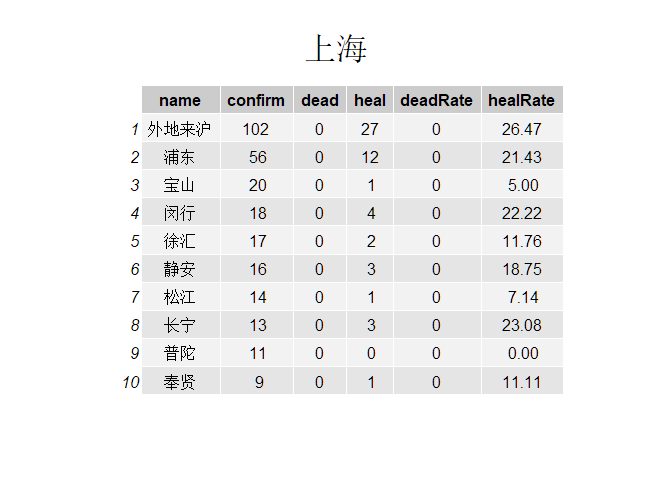 上海
name confirm dead heal deadRate healRate
1 外地来沪 102 0 27 0 26.47
2 浦东 56 0 12 0 21.43
3 宝山 20 0 1 0 5.00
4 闵行 18 0 4 0 22.22
5 徐汇 17 0 2 0 11.76
6 静安 16 0 3 0 18.75
7 松江 14 0 1 0 7.14
8 长宁 13 0 3 0 23.08
9 普陀 11 0 0 0 0.00
10 奉贤 9 0 1 0 11.11